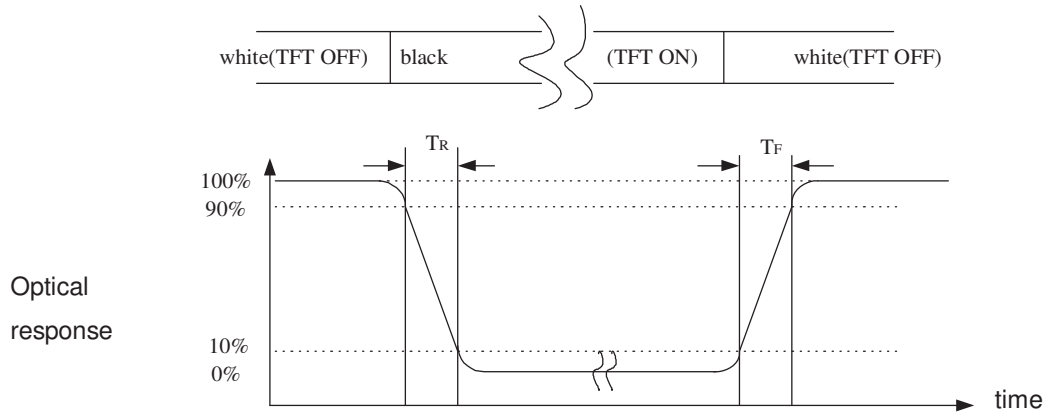 white(TFT OFF) black (TFT ON) white(TFT OFF)
TR TF
100%
90%
Optical
response
10%
0%
time